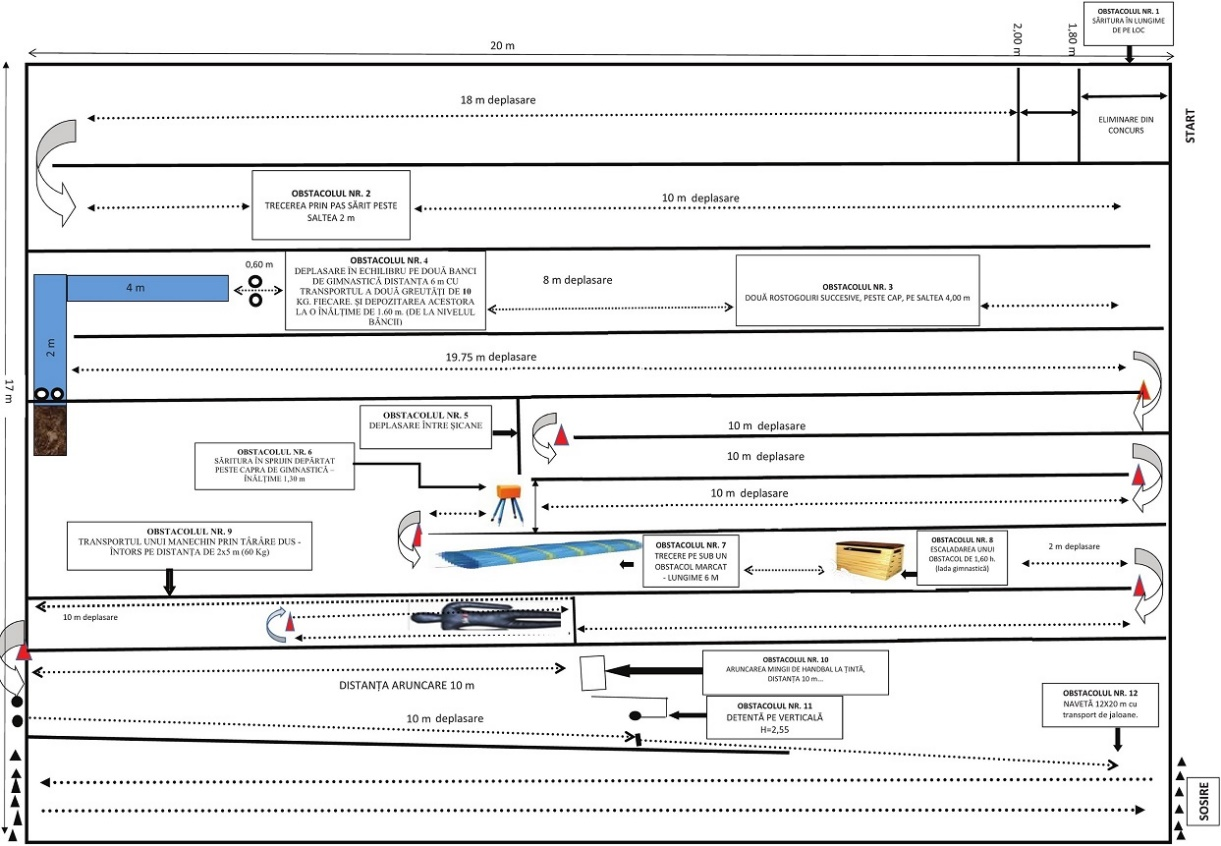 OBSTACOLUL NR. 1
SĂRITURA ÎN LUNGIME
DE PE LOC
20 m
2,00 m
1,80 m
18 m deplasare
ELIMINARE DIN
CONCURS
START
OBSTACOLUL NR. 2
TRECEREA PRIN PAS SĂRIT PESTE
SALTEA 2 m
10 m deplasare
4 m
0,60 m
OBSTACOLUL NR. 4
DEPLASARE ÎN ECHILIBRU PE DOUĂ BANCI
DE GIMNASTICĂ DISTANȚA 6 m CU
TRANSPORTUL A DOUĂ GREUTĂȚI DE 10
KG. FIECARE. ȘI DEPOZITAREA ACESTORA
LA O ÎNĂLȚIME DE 1.60 m. (DE LA NIVELUL
BĂNCII)
8 m deplasare
OBSTACOLUL NR. 3
DOUĂ ROSTOGOLIRI SUCCESIVE, PESTE CAP, PE SALTEA 4,00 m
2 m
19.75 m deplasare
17 m
OBSTACOLUL NR. 5
DEPLASARE ÎNTRE ȘICANE
10 m deplasare
OBSTACOLUL NR. 6
SĂRITURA ÎN SPRIJIN DEPĂRTAT
PESTE CAPRA DE GIMNASTICĂ –
ÎNĂLȚIME 1,30 m
10 m deplasare
10 m deplasare
OBSTACOLUL NR. 9
TRANSPORTUL UNUI MANECHIN PRIN TÂRÂRE DUS -
ÎNTORS PE DISTANȚA DE 2x5 m (60 Kg)
OBSTACOLUL NR. 7
TRECERE PE SUB UN
OBSTACOL MARCAT
- LUNGIME 6 M
OBSTACOLUL NR. 8
ESCALADAREA UNUI
OBSTACOL DE 1,60 h.
(lada gimnastică)
2 m deplasare
10 m deplasare
OBSTACOLUL NR. 10
ARUNCAREA MINGII DE HANDBAL LA ȚINTĂ,
DISTANȚA 10 m...
DISTANȚA ARUNCARE 10 m
OBSTACOLUL NR. 11
DETENTĂ PE VERTICALĂ
H=2,55
OBSTACOLUL NR. 12
NAVETĂ 12X20 m cu
transport de jaloane.
10 m deplasare
SOSIRE